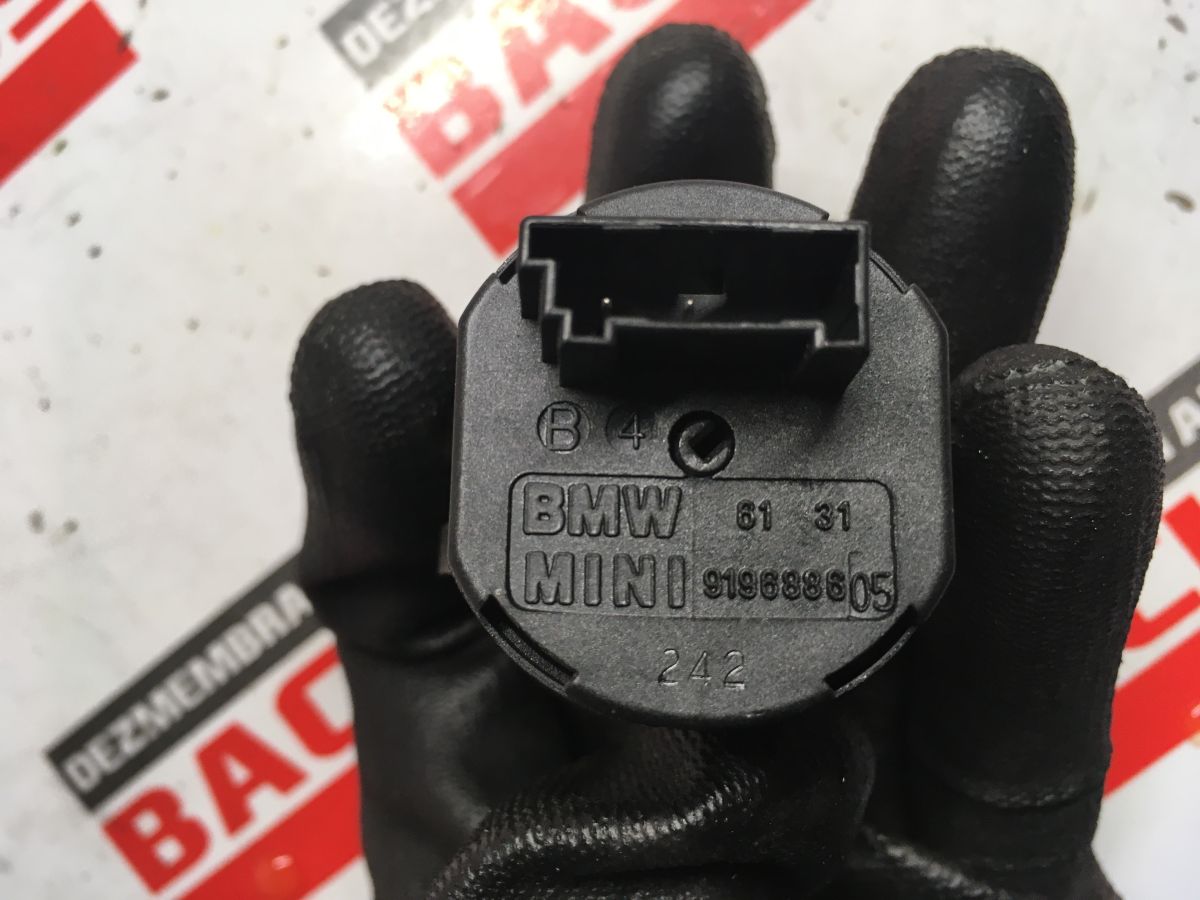 DEZ
BAC
B 4
BMW 61 31
MINI 9196886 05
242
DEZMEMBRA
BAC